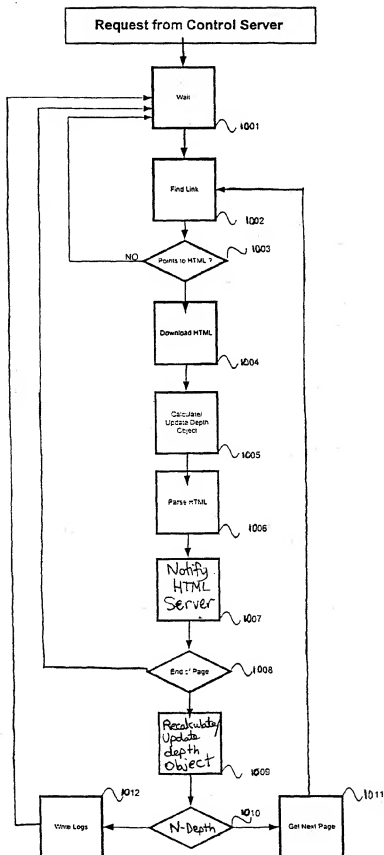 Request from Control Server
Wait
1001
Find Link
1002
Points to HTML ?
1003
NO
Download HTML
1004
Calculate/
Update Depth
Object
1005
Parse HTML
1006
Notify
HTML
Server
1007
End of Page
1008
Recalculate/
Update
depth
Object
1009
N-Depth
1010
Get Next Page
1011
Write Logs
1012